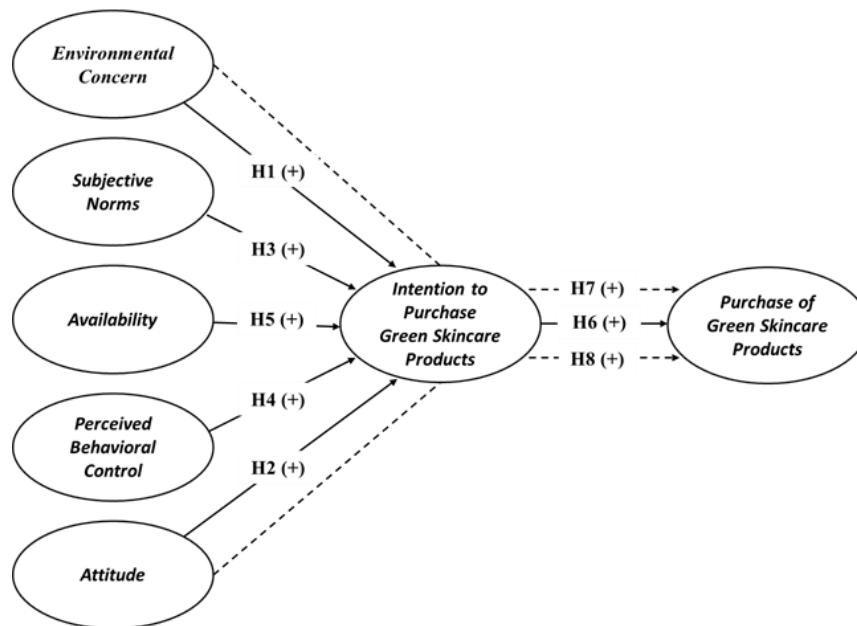 Environmental
Concern
H1 (+)
Subjective
Norms
H3 (+)
Availability
H5 (+)
Intention to
Purchase
Green Skincare
Products
H7 (+)
H6 (+)
H8 (+)
Purchase of
Green Skincare
Products
Perceived
Behavioral
Control
H4 (+)
H2 (+)
Attitude